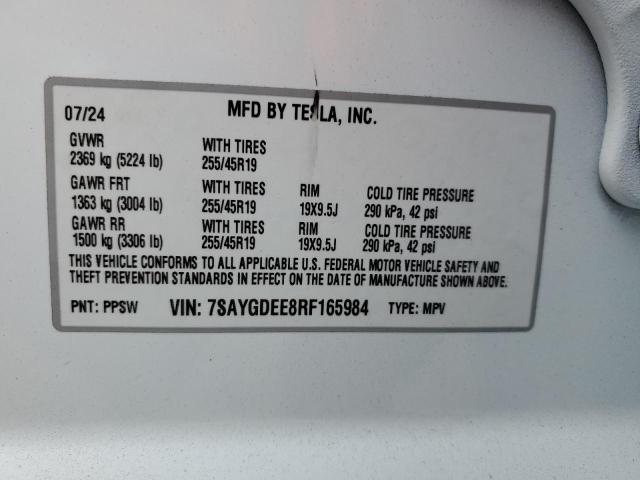 07/24 MFD BY TESLA, INC.
GVWR WITH TIRES
2369 kg (5224 lb) 255/45R19
GAWR FRT WITH TIRES RIM COLD TIRE PRESSURE
1363 kg (3004 lb) 255/45R19 19X9.5J 290 kPa, 42 psi
GAWR RR WITH TIRES RIM COLD TIRE PRESSURE
1500 kg (3306 lb) 255/45R19 19X9.5J 290 kPa, 42 psi
THIS VEHICLE CONFORMS TO ALL APPLICABLE U.S. FEDERAL MOTOR VEHICLE SAFETY AND
THEFT PREVENTION STANDARDS IN EFFECT ON THE DATE OF MANUFACTURE SHOWN ABOVE.
PNT: PPSW VIN: 7SAYGDEE8RF165984 TYPE: MPV